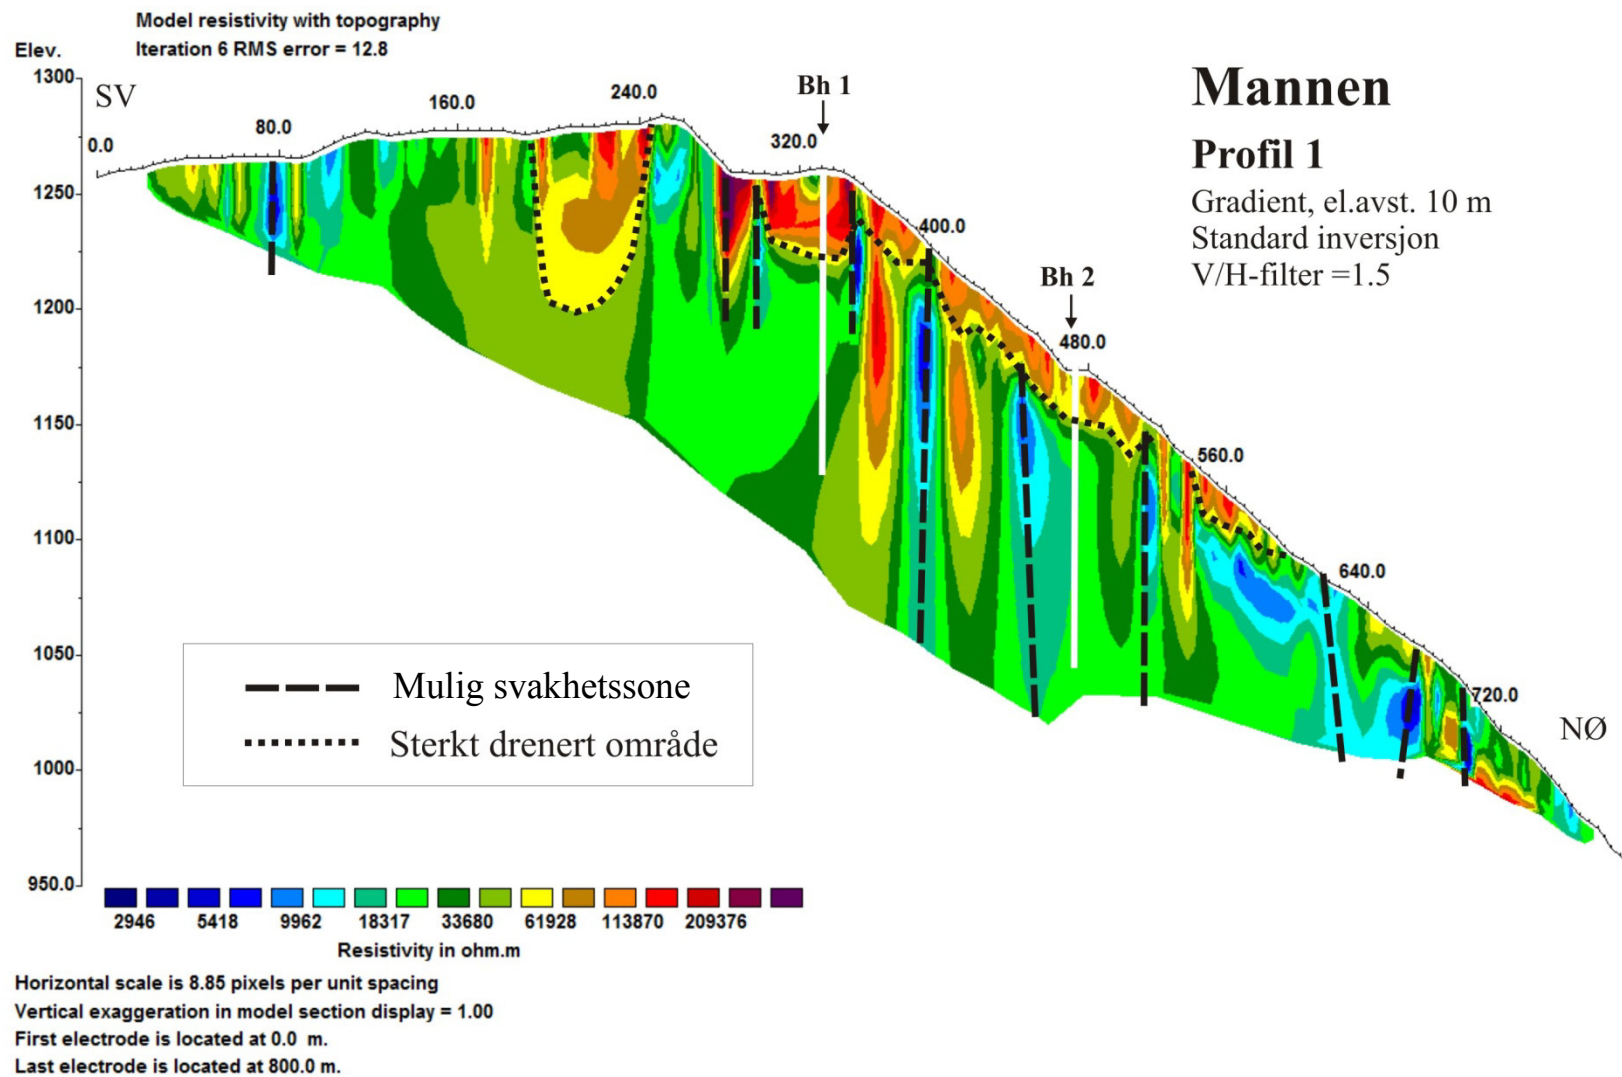 Model resistivity with topography
Iteration 6 RMS error = 12.8
Elev.
1300
1250
1200
1150
1100
1050
1000
950.0
SV
0.0
80.0
160.0
240.0
Bh 1
320.0
400.0
Bh 2
480.0
560.0
640.0
720.0
NØ
Mannen
Profil 1
Gradient, el.avst. 10 m
Standard inversjon
V/H-filter =1.5
Mulig svakhetssone
Sterkt drenert område
2946 5418 9962 18317 33680 61928 113870 209376
Resistivity in ohm.m
Horizontal scale is 8.85 pixels per unit spacing
Vertical exaggeration in model section display = 1.00
First electrode is located at 0.0 m.
Last electrode is located at 800.0 m.